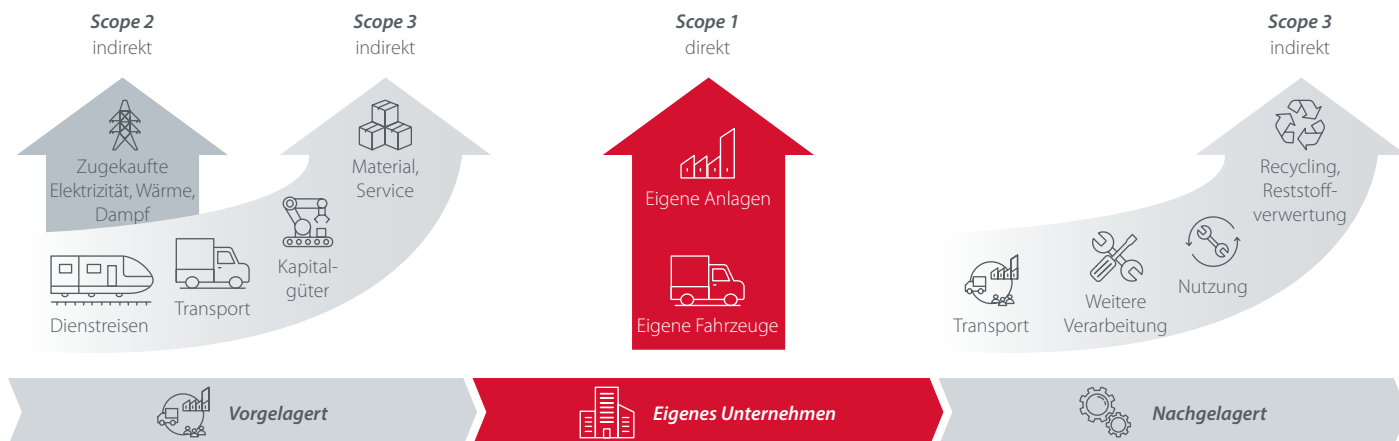 Scope 2
indirekt
Scope 3
indirekt
Scope 1
direkt
Scope 3
indirekt
Zugekaufte
Elektrizität, Wärme,
Dampf
Material,
Service
Kapital-
güter
Transport
Dienstreisen
Eigene Anlagen
Eigene Fahrzeuge
Recycling,
Reststoff-
verwertung
Nutzung
Weitere
Verarbeitung
Transport
Vorgelagert
Eigenes Unternehmen
Nachgelagert